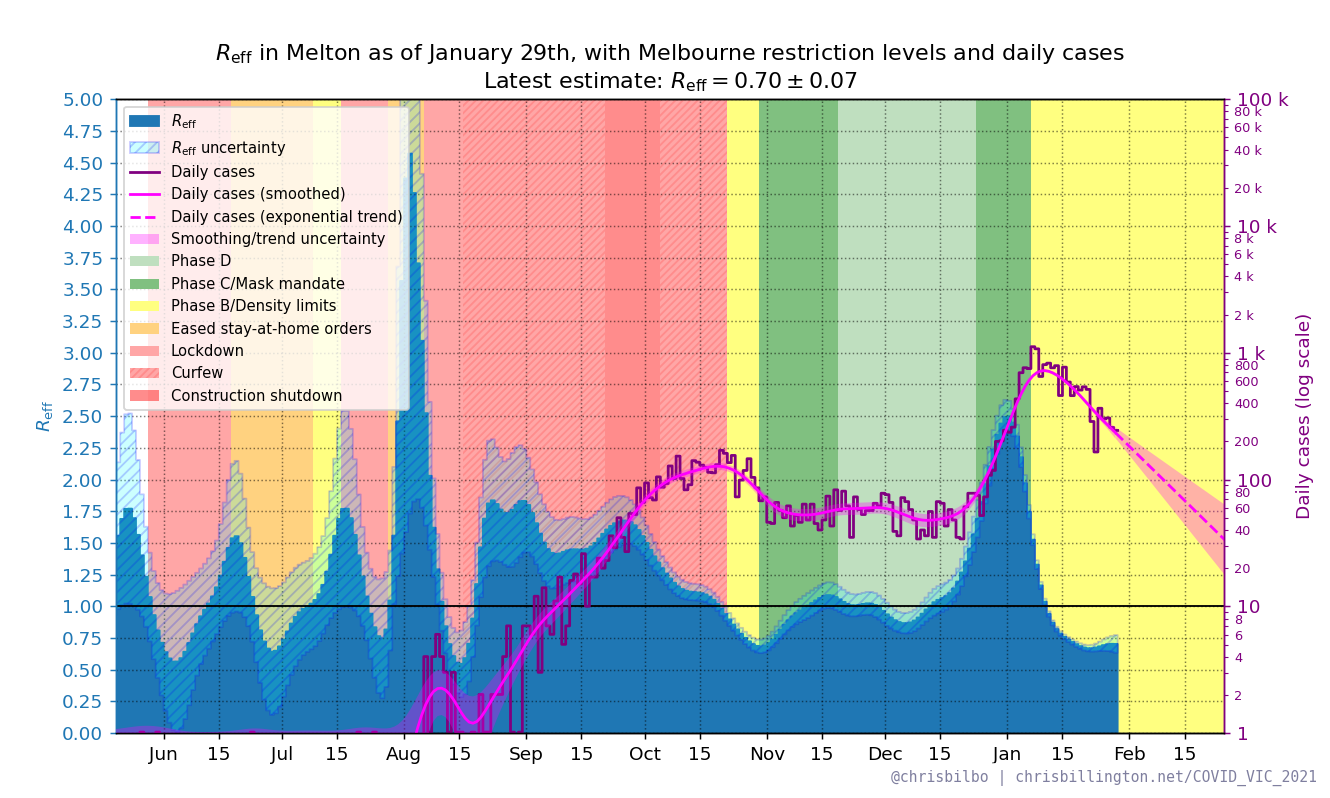 R_eff in Melton as of January 29th, with Melbourne restriction levels and daily cases
Latest estimate: R_eff = 0.70 ± 0.07
R_eff
R_eff uncertainty
Daily cases
Daily cases (smoothed)
Daily cases (exponential trend)
Smoothing/trend uncertainty
Phase D
Phase C/Mask mandate
Phase B/Density limits
Eased stay-at-home orders
Lockdown
Curfew
Construction shutdown
R_eff
5.00
4.75
4.50
4.25
4.00
3.75
3.50
3.25
3.00
2.75
2.50
2.25
2.00
1.75
1.50
1.25
1.00
0.75
0.50
0.25
0.00
Jun 15 Jul 15 Aug 15 Sep 15 Oct 15 Nov 15 Dec 15 Jan 15 Feb 15
100 k
80 k
60 k
40 k
20 k
10 k
8 k
6 k
4 k
2 k
1 k
800
600
400
200
100
80
60
40
20
10
8
6
4
2
1
Daily cases (log scale)
@chrisbilbo | chrisbillington.net/COVID_VIC_2021